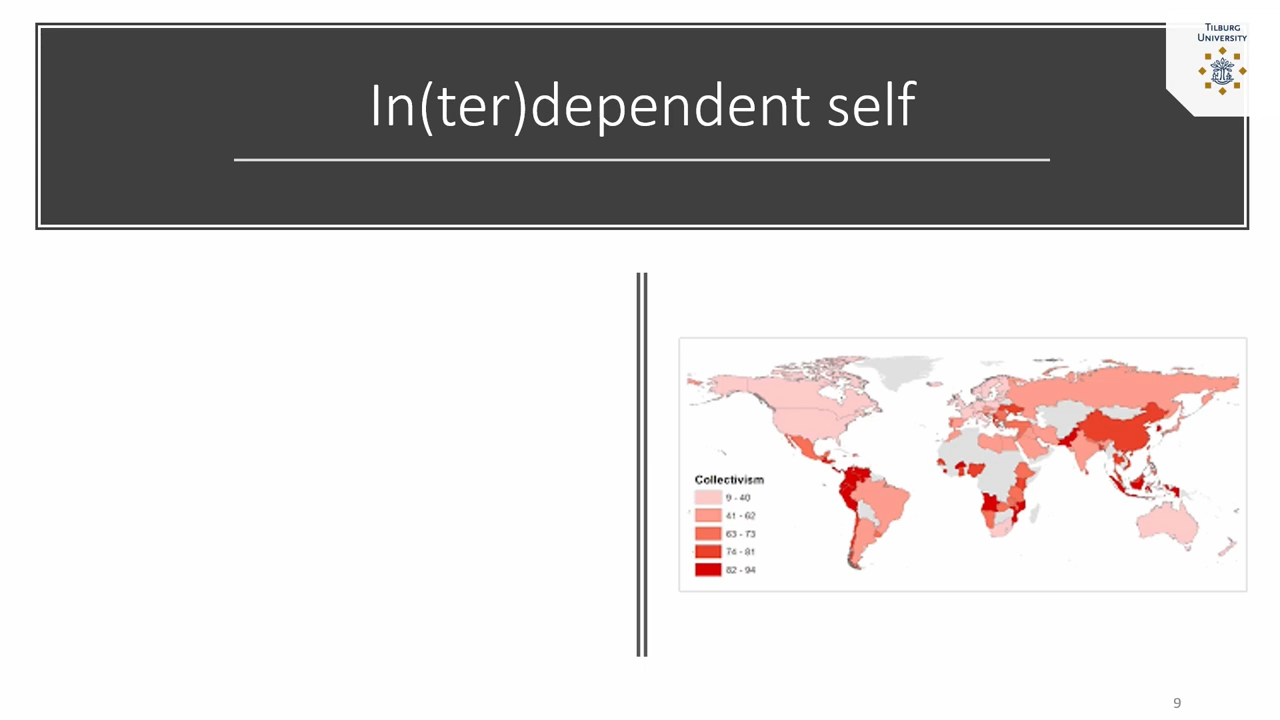 TILBURG
UNIVERSITY
In(ter)dependent self
Collectivism
9 - 40
41 - 62
63 - 73
74 - 81
82 - 94
9